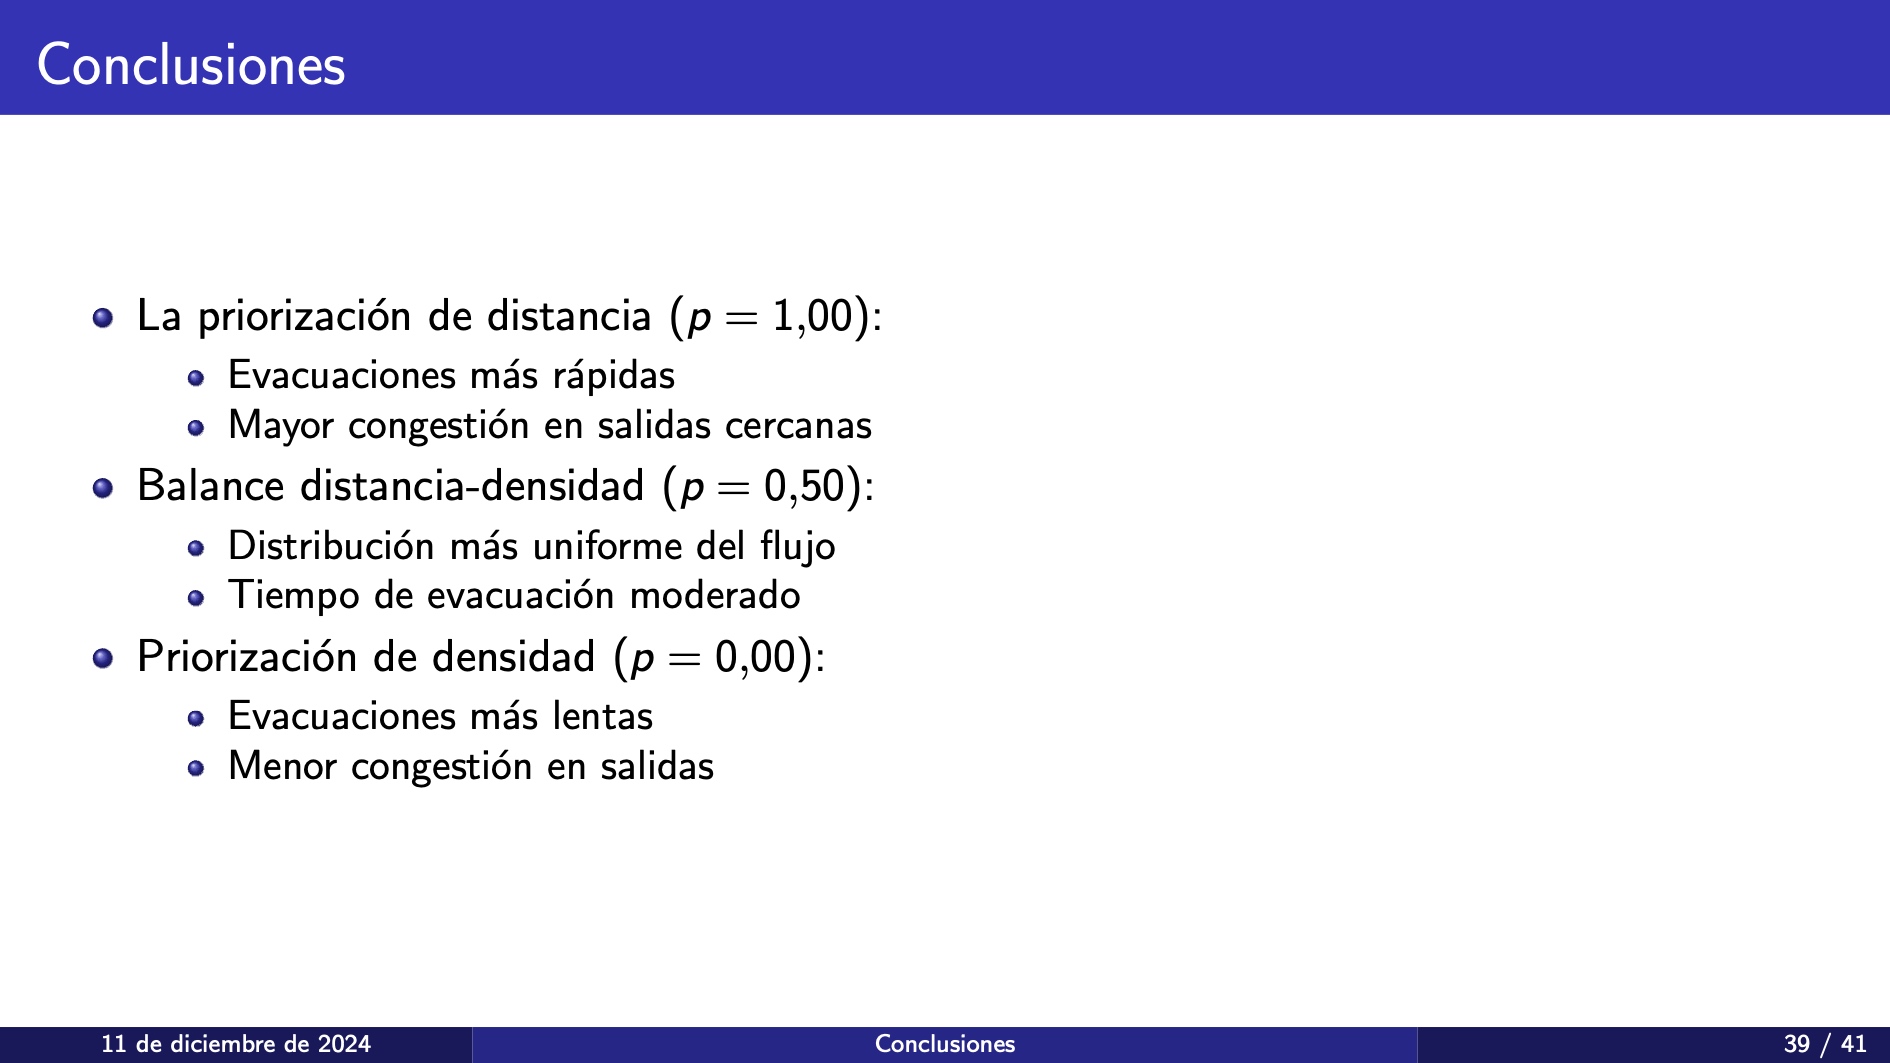 Conclusiones
La priorización de distancia (p = 1,00):
Evacuaciones más rápidas
Mayor congestión en salidas cercanas
Balance distancia-densidad (p = 0,50):
Distribución más uniforme del flujo
Tiempo de evacuación moderado
Priorización de densidad (p = 0,00):
Evacuaciones más lentas
Menor congestión en salidas
11 de diciembre de 2024
Conclusiones
39 / 41